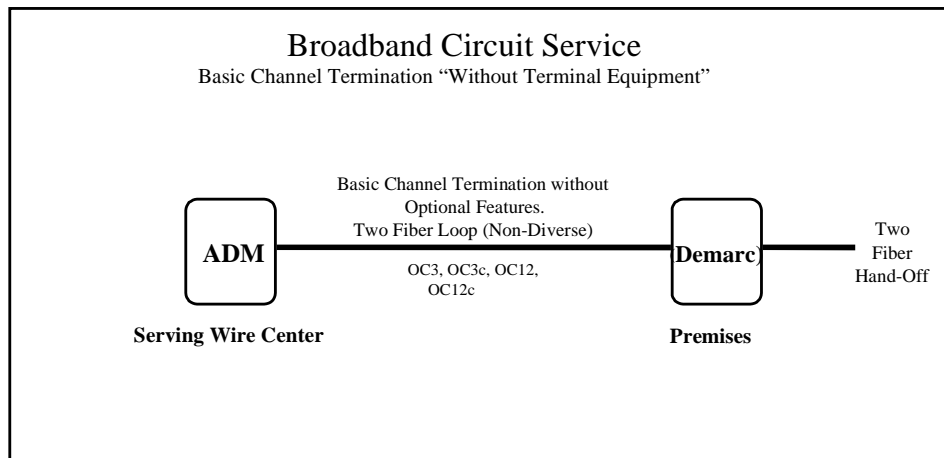 Broadband Circuit Service
Basic Channel Termination “Without Terminal Equipment”
Basic Channel Termination without
Optional Features.
Two Fiber Loop (Non-Diverse)
ADM
(Demarc)
Two
Fiber
Hand-Off
OC3, OC3c, OC12,
OC12c
Serving Wire Center
Premises